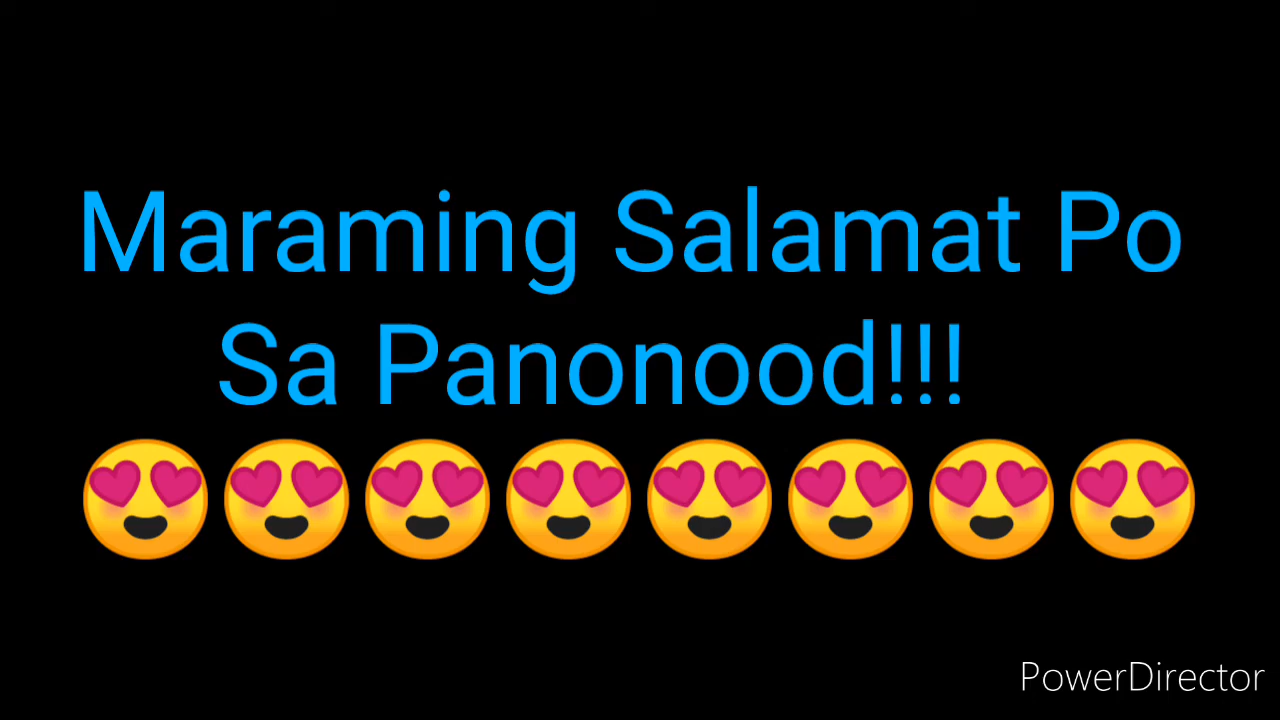 Maraming Salamat Po
Sa Panonood!!!
😍😍😍😍😍😍😍😍
PowerDirector